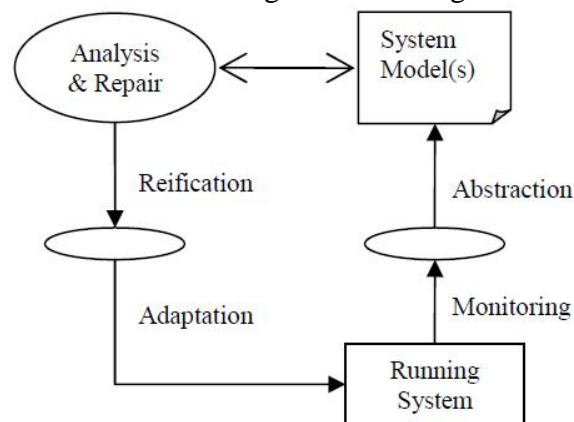 Analysis
& Repair
System
Model(s)
Reification
Abstraction
Adaptation
Monitoring
Running
System